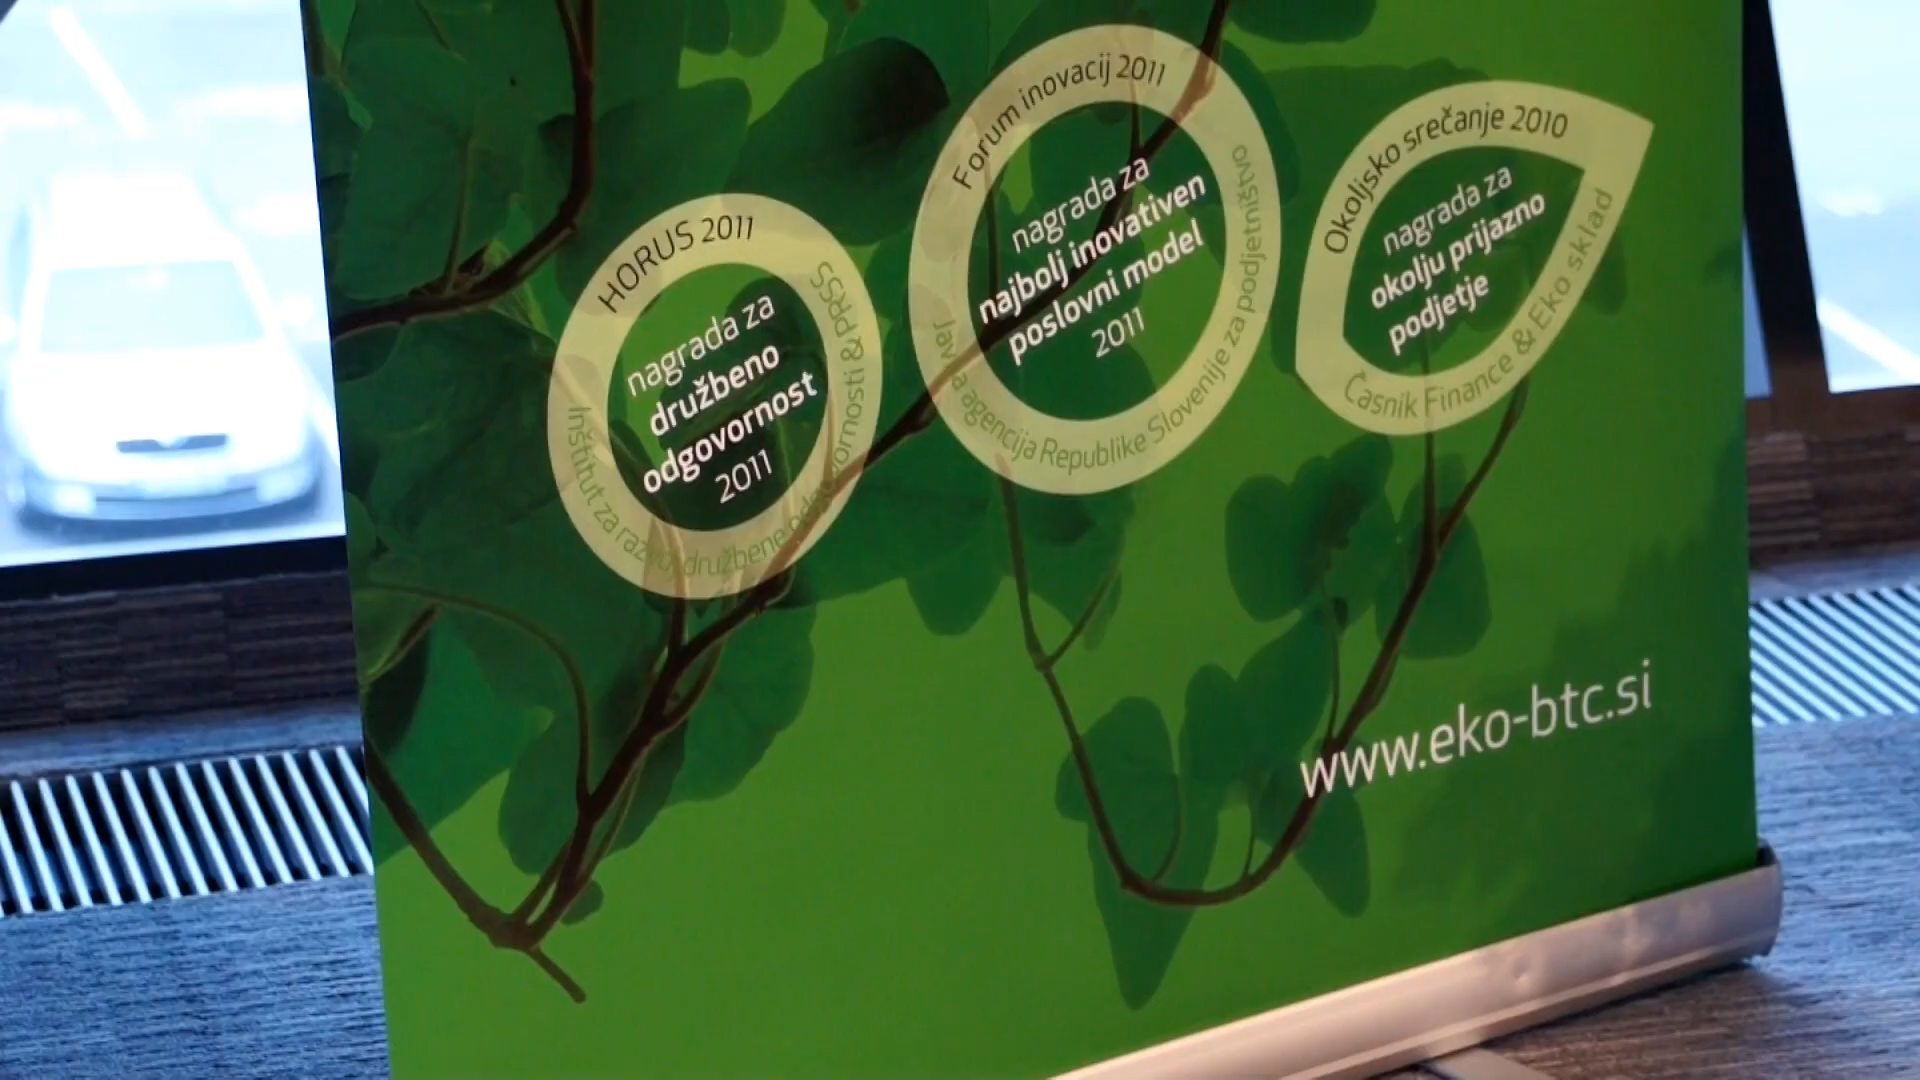 HORUS 2011
nagrada za
družbeno
odgovornost
2011
Inštitut za razvoj družbene odgovornosti & PRSS
Forum inovacij 2011
nagrada za
najbolj inovativen
poslovni model
2011
agencija Republike Slovenije za podjetništvo
Okoljsko srečanje 2010
nagrada za
okolju prijazno
podjetje
Časnik Finance & Eko sklad
www.eko-btc.si